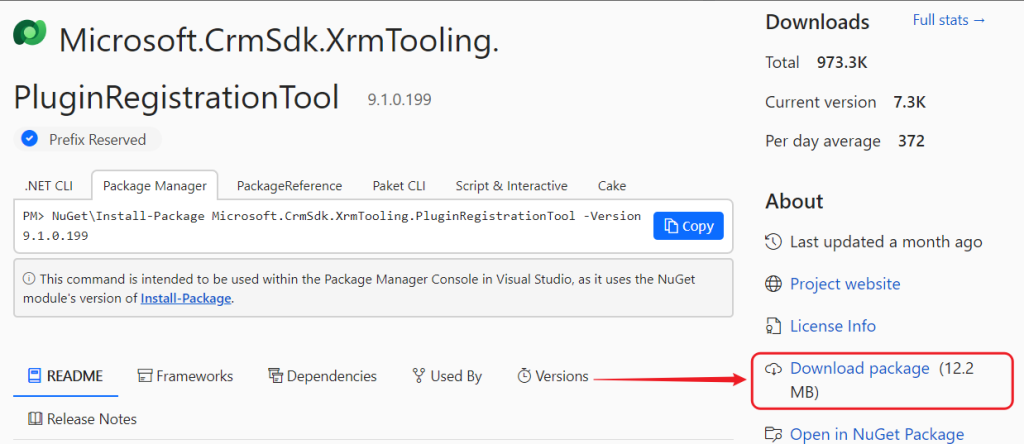 Microsoft.CrmSdk.XrmTooling.
PluginRegistrationTool 9.1.0.199
Prefix Reserved
.NET CLI Package Manager PackageReference Paket CLI Script & Interactive Cake
PM> NuGet\Install-Package Microsoft.CrmSdk.XrmTooling.PluginRegistrationTool -Version
9.1.0.199
Copy
This command is intended to be used within the Package Manager Console in Visual Studio, as it uses the NuGet
module's version of Install-Package.
README Frameworks Dependencies Used By Versions
Release Notes
Downloads Full stats →
Total 973.3K
Current version 7.3K
Per day average 372
About
Last updated a month ago
Project website
License Info
Download package (12.2
MB)
Open in NuGet Package